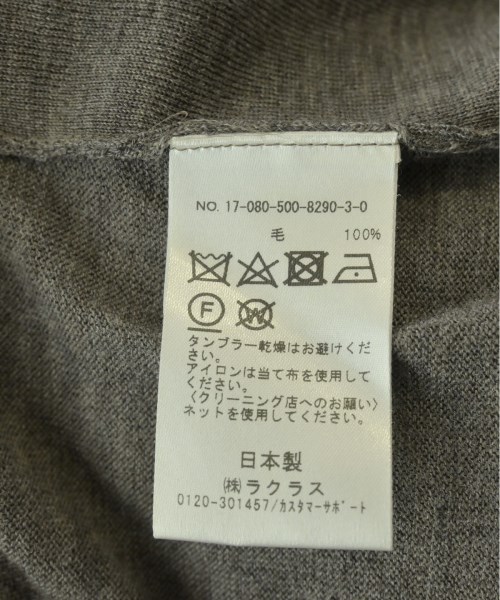 NO. 17-080-500-8290-3-0
毛 100%
F W
タンブラー乾燥はお避けくだ
さい。
アイロンは当て布を使用して
ください。
〈クリーニング店へのお願い〉
ネットを使用してください。
日本製
㈱ラクラス
0120-301457/カスタマーサポート